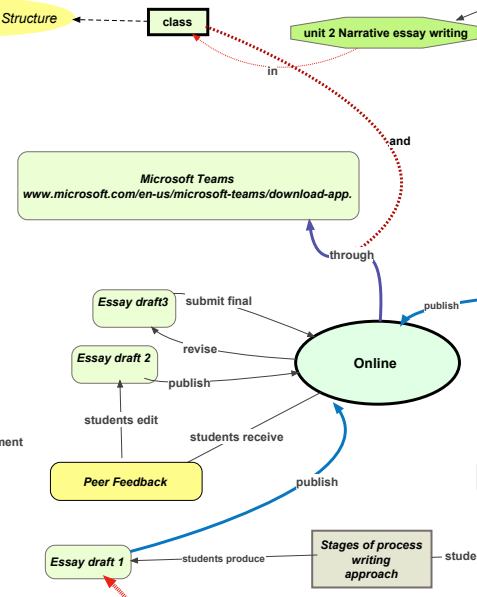 Structure
class
unit 2 Narrative essay writing
in
and
Microsoft Teams
www.microsoft.com/en-us/microsoft-teams/download-app.
through
Essay draft3
submit final
publish
revise
Essay draft 2
publish
Online
students edit
students receive
ment
Peer Feedback
publish
Essay draft 1
students produce
Stages of process
writing
approach
stude